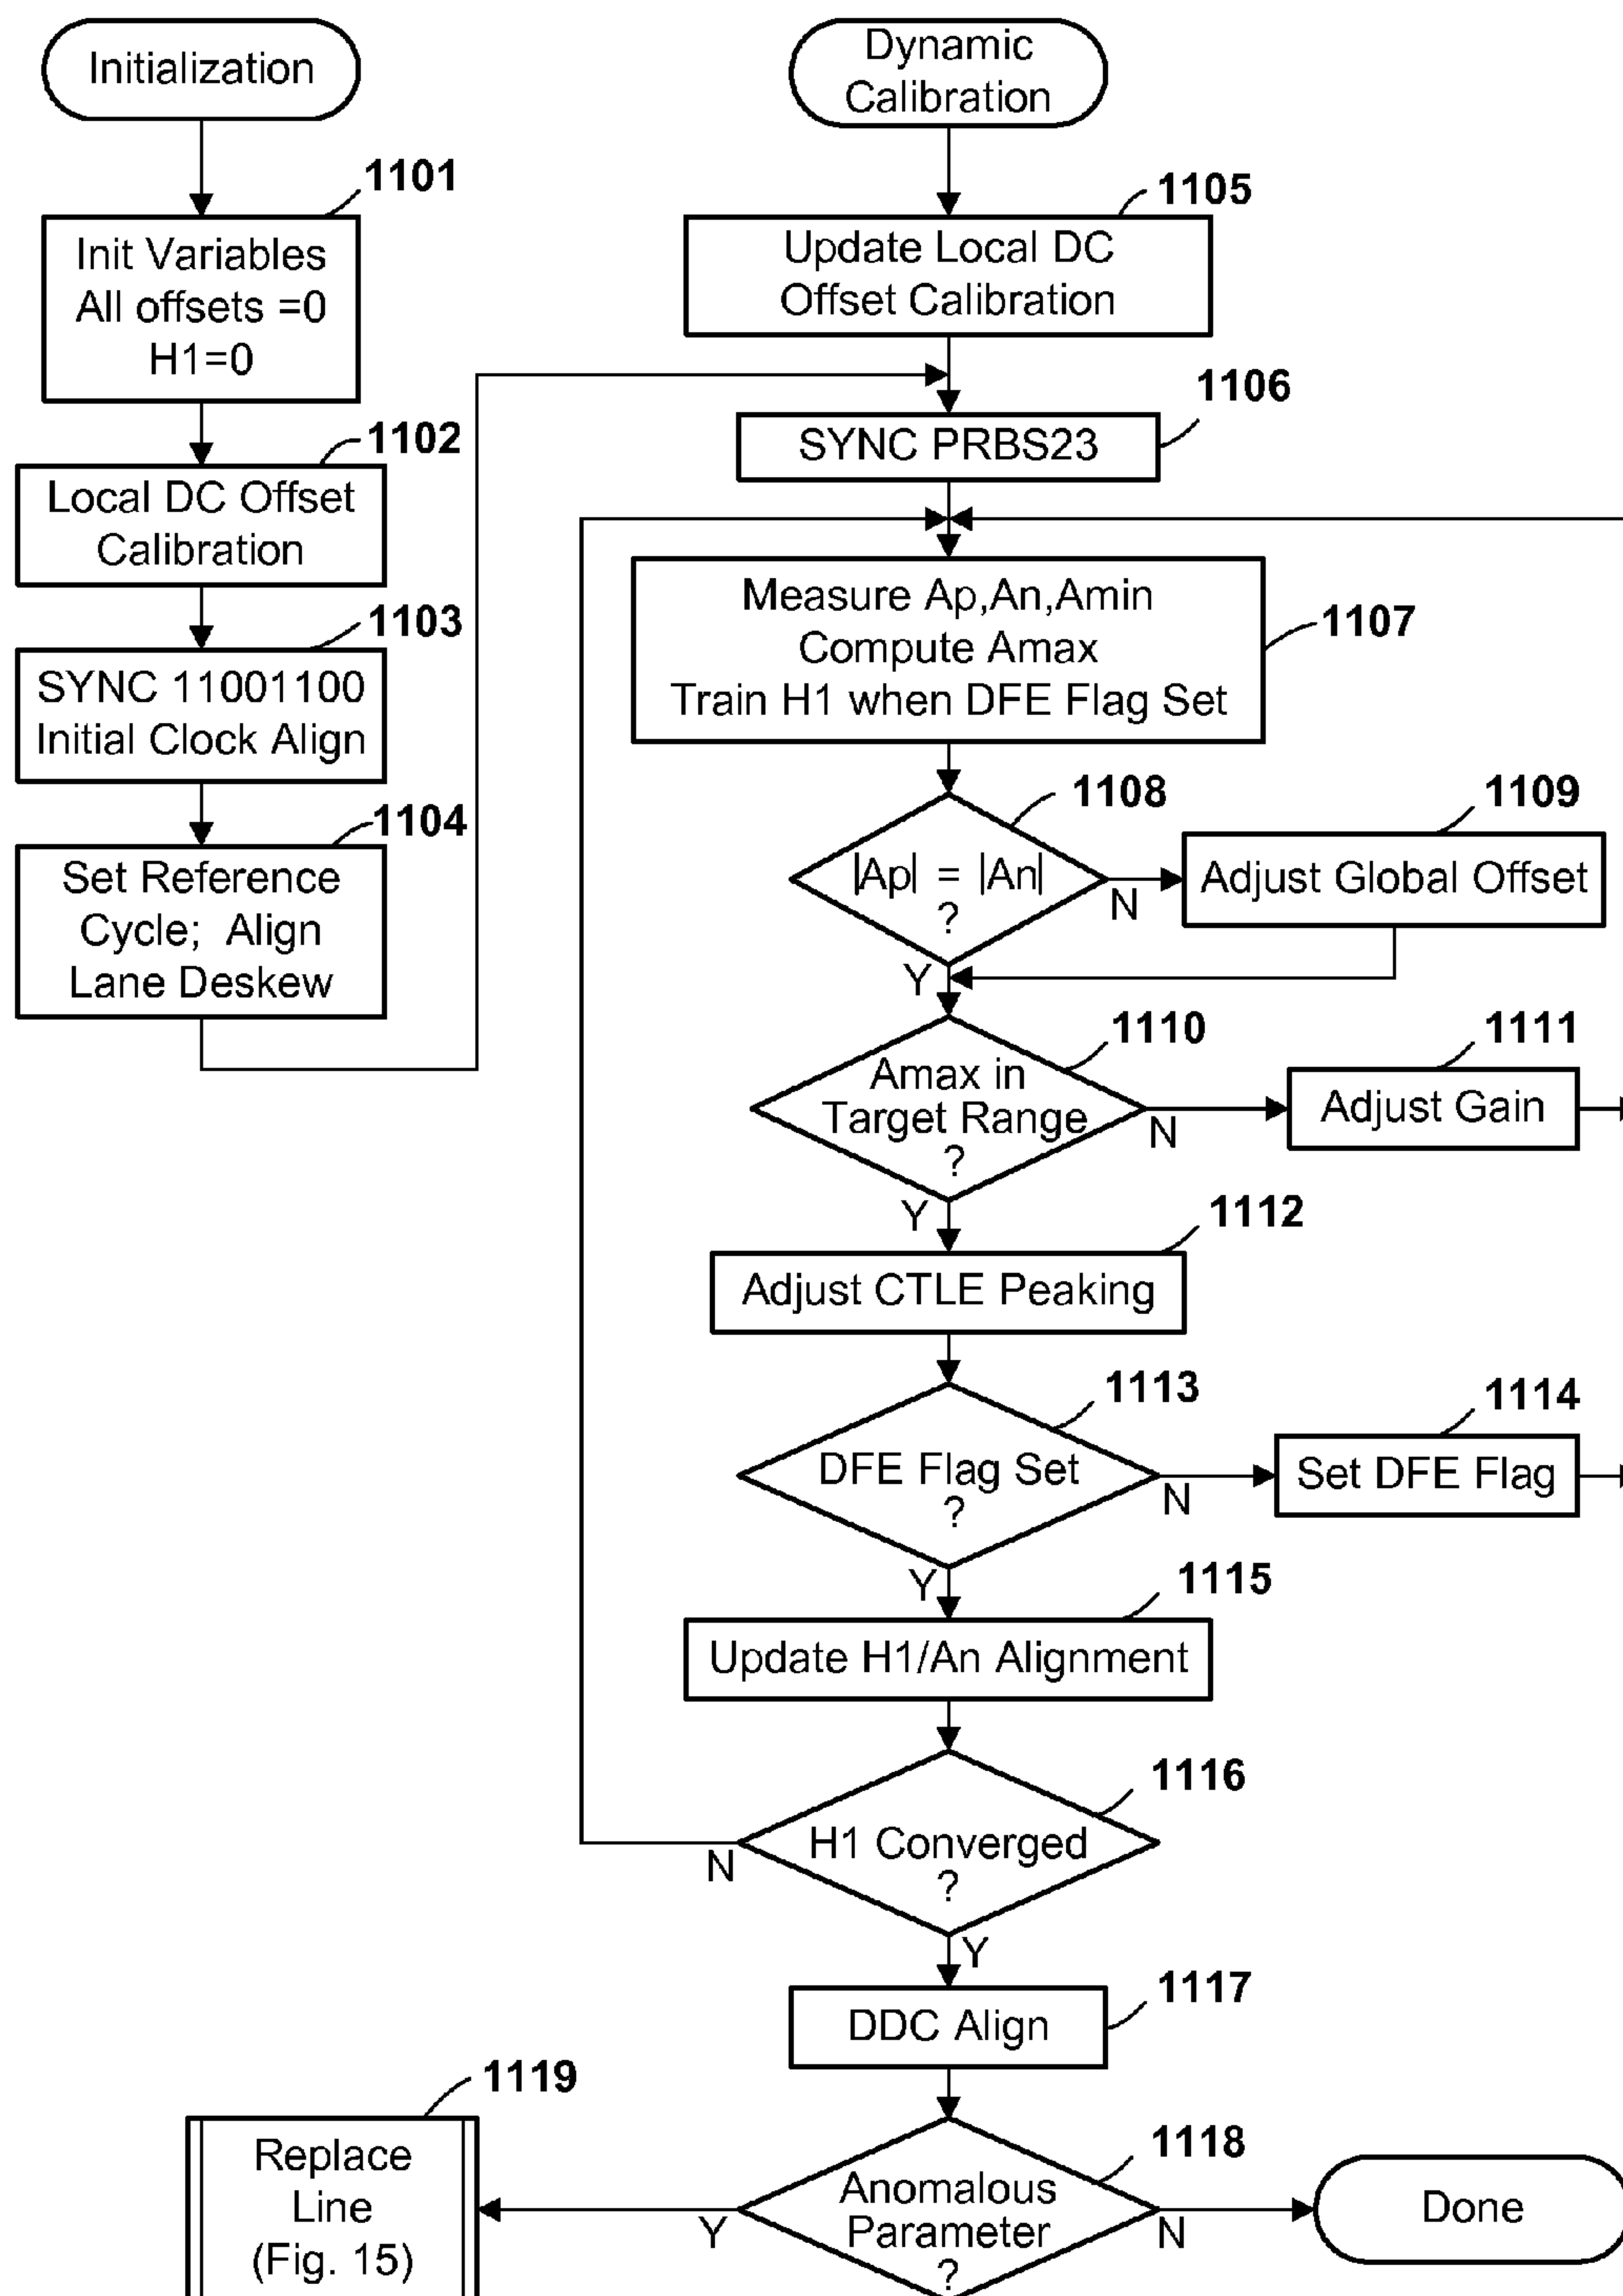 Initialization
1101
Init Variables
All offsets =0
H1=0
1102
Local DC Offset
Calibration
1103
SYNC 11001100
Initial Clock Align
1104
Set Reference
Cycle; Align
Lane Deskew
Dynamic
Calibration
1105
Update Local DC
Offset Calibration
1106
SYNC PRBS23
1107
Measure Ap,An,Amin
Compute Amax
Train H1 when DFE Flag Set
1108
|Ap| = |An|
?
N
Y
1109
Adjust Global Offset
1110
Amax in
Target Range
?
N
Y
1111
Adjust Gain
1112
Adjust CTLE Peaking
1113
DFE Flag Set
?
N
Y
1114
Set DFE Flag
1115
Update H1/An Alignment
1116
H1 Converged
?
N
Y
1117
DDC Align
1118
Anomalous
Parameter
?
Y
N
1119
Replace
Line
(Fig. 15)
Done